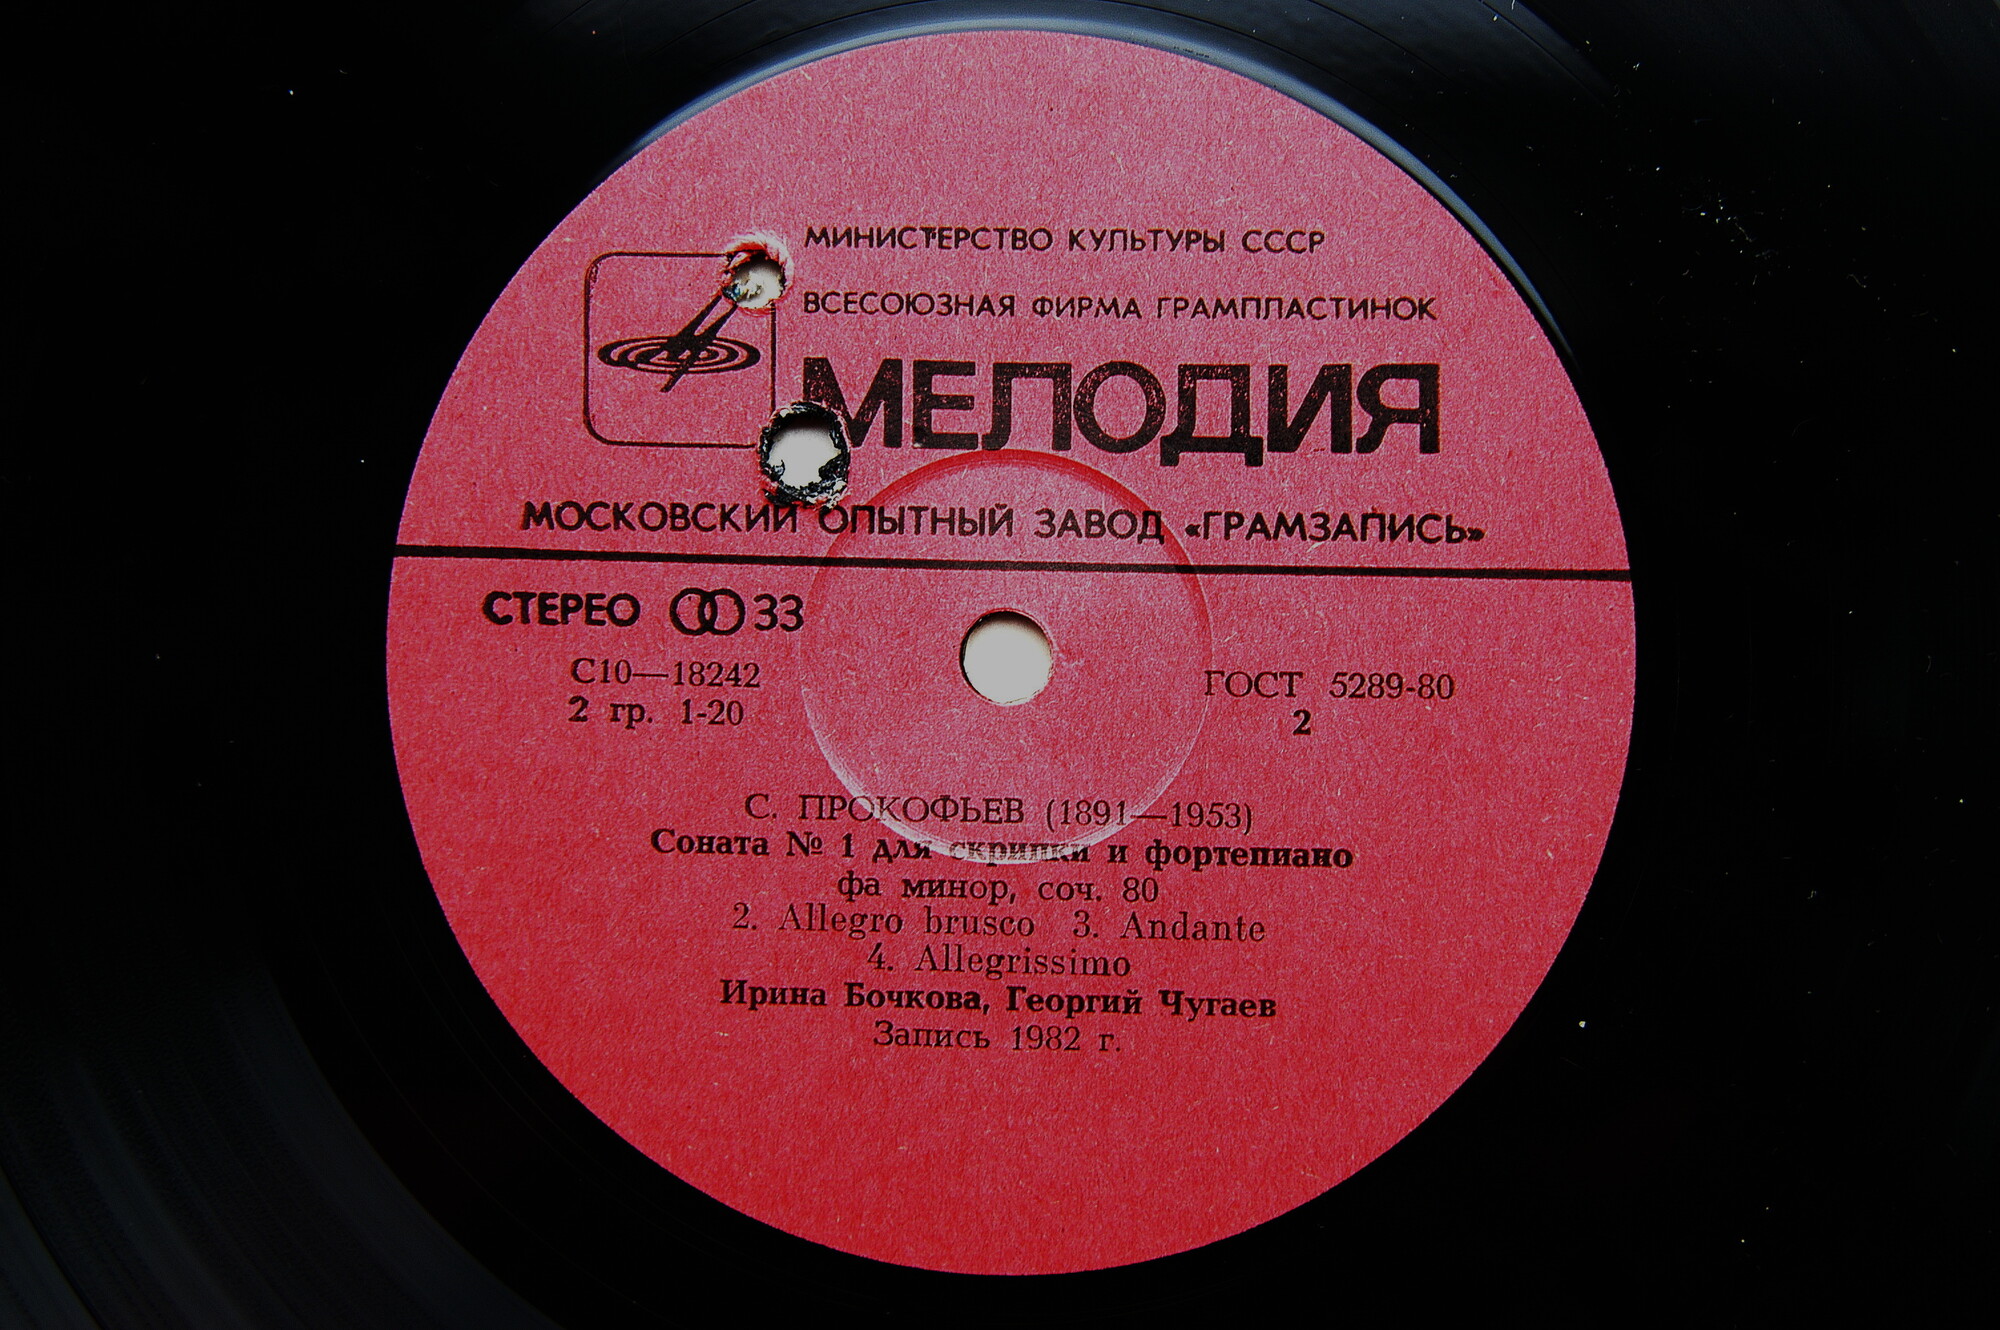 МИНИСТЕРСТВО КУЛЬТУРЫ СССР
ВСЕСОЮЗНАЯ ФИРМА ГРАМПЛАСТИНОК
МЕЛОДИЯ
МОСКОВСКИЙ ОПЫТНЫЙ ЗАВОД «ГРАМЗАПИСЬ»
СТЕРЕО 33
С10—18242
2 гр. 1-20
ГОСТ 5289-80
2
С. ПРОКОФЬЕВ (1891—1953)
Соната № 1 для скрипки и фортепиано
фа минор, соч. 80
2. Allegro brusco 3. Andante
4. Allegrissimo
Ирина Бочкова, Георгий Чугаев
Запись 1982 г.